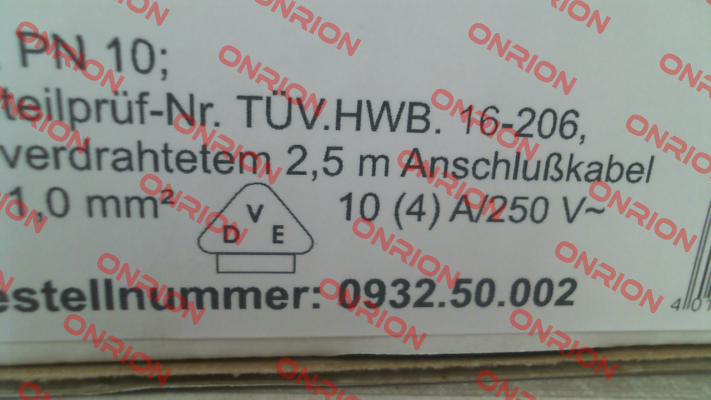 PN 10;
teilprüf-Nr. TÜV.HWB. 16-206,
verdrahtetem 2,5 m Anschlußkabel
1,0 mm² VDE 10 (4) A/250 V~
estellnummer: 0932.50.002